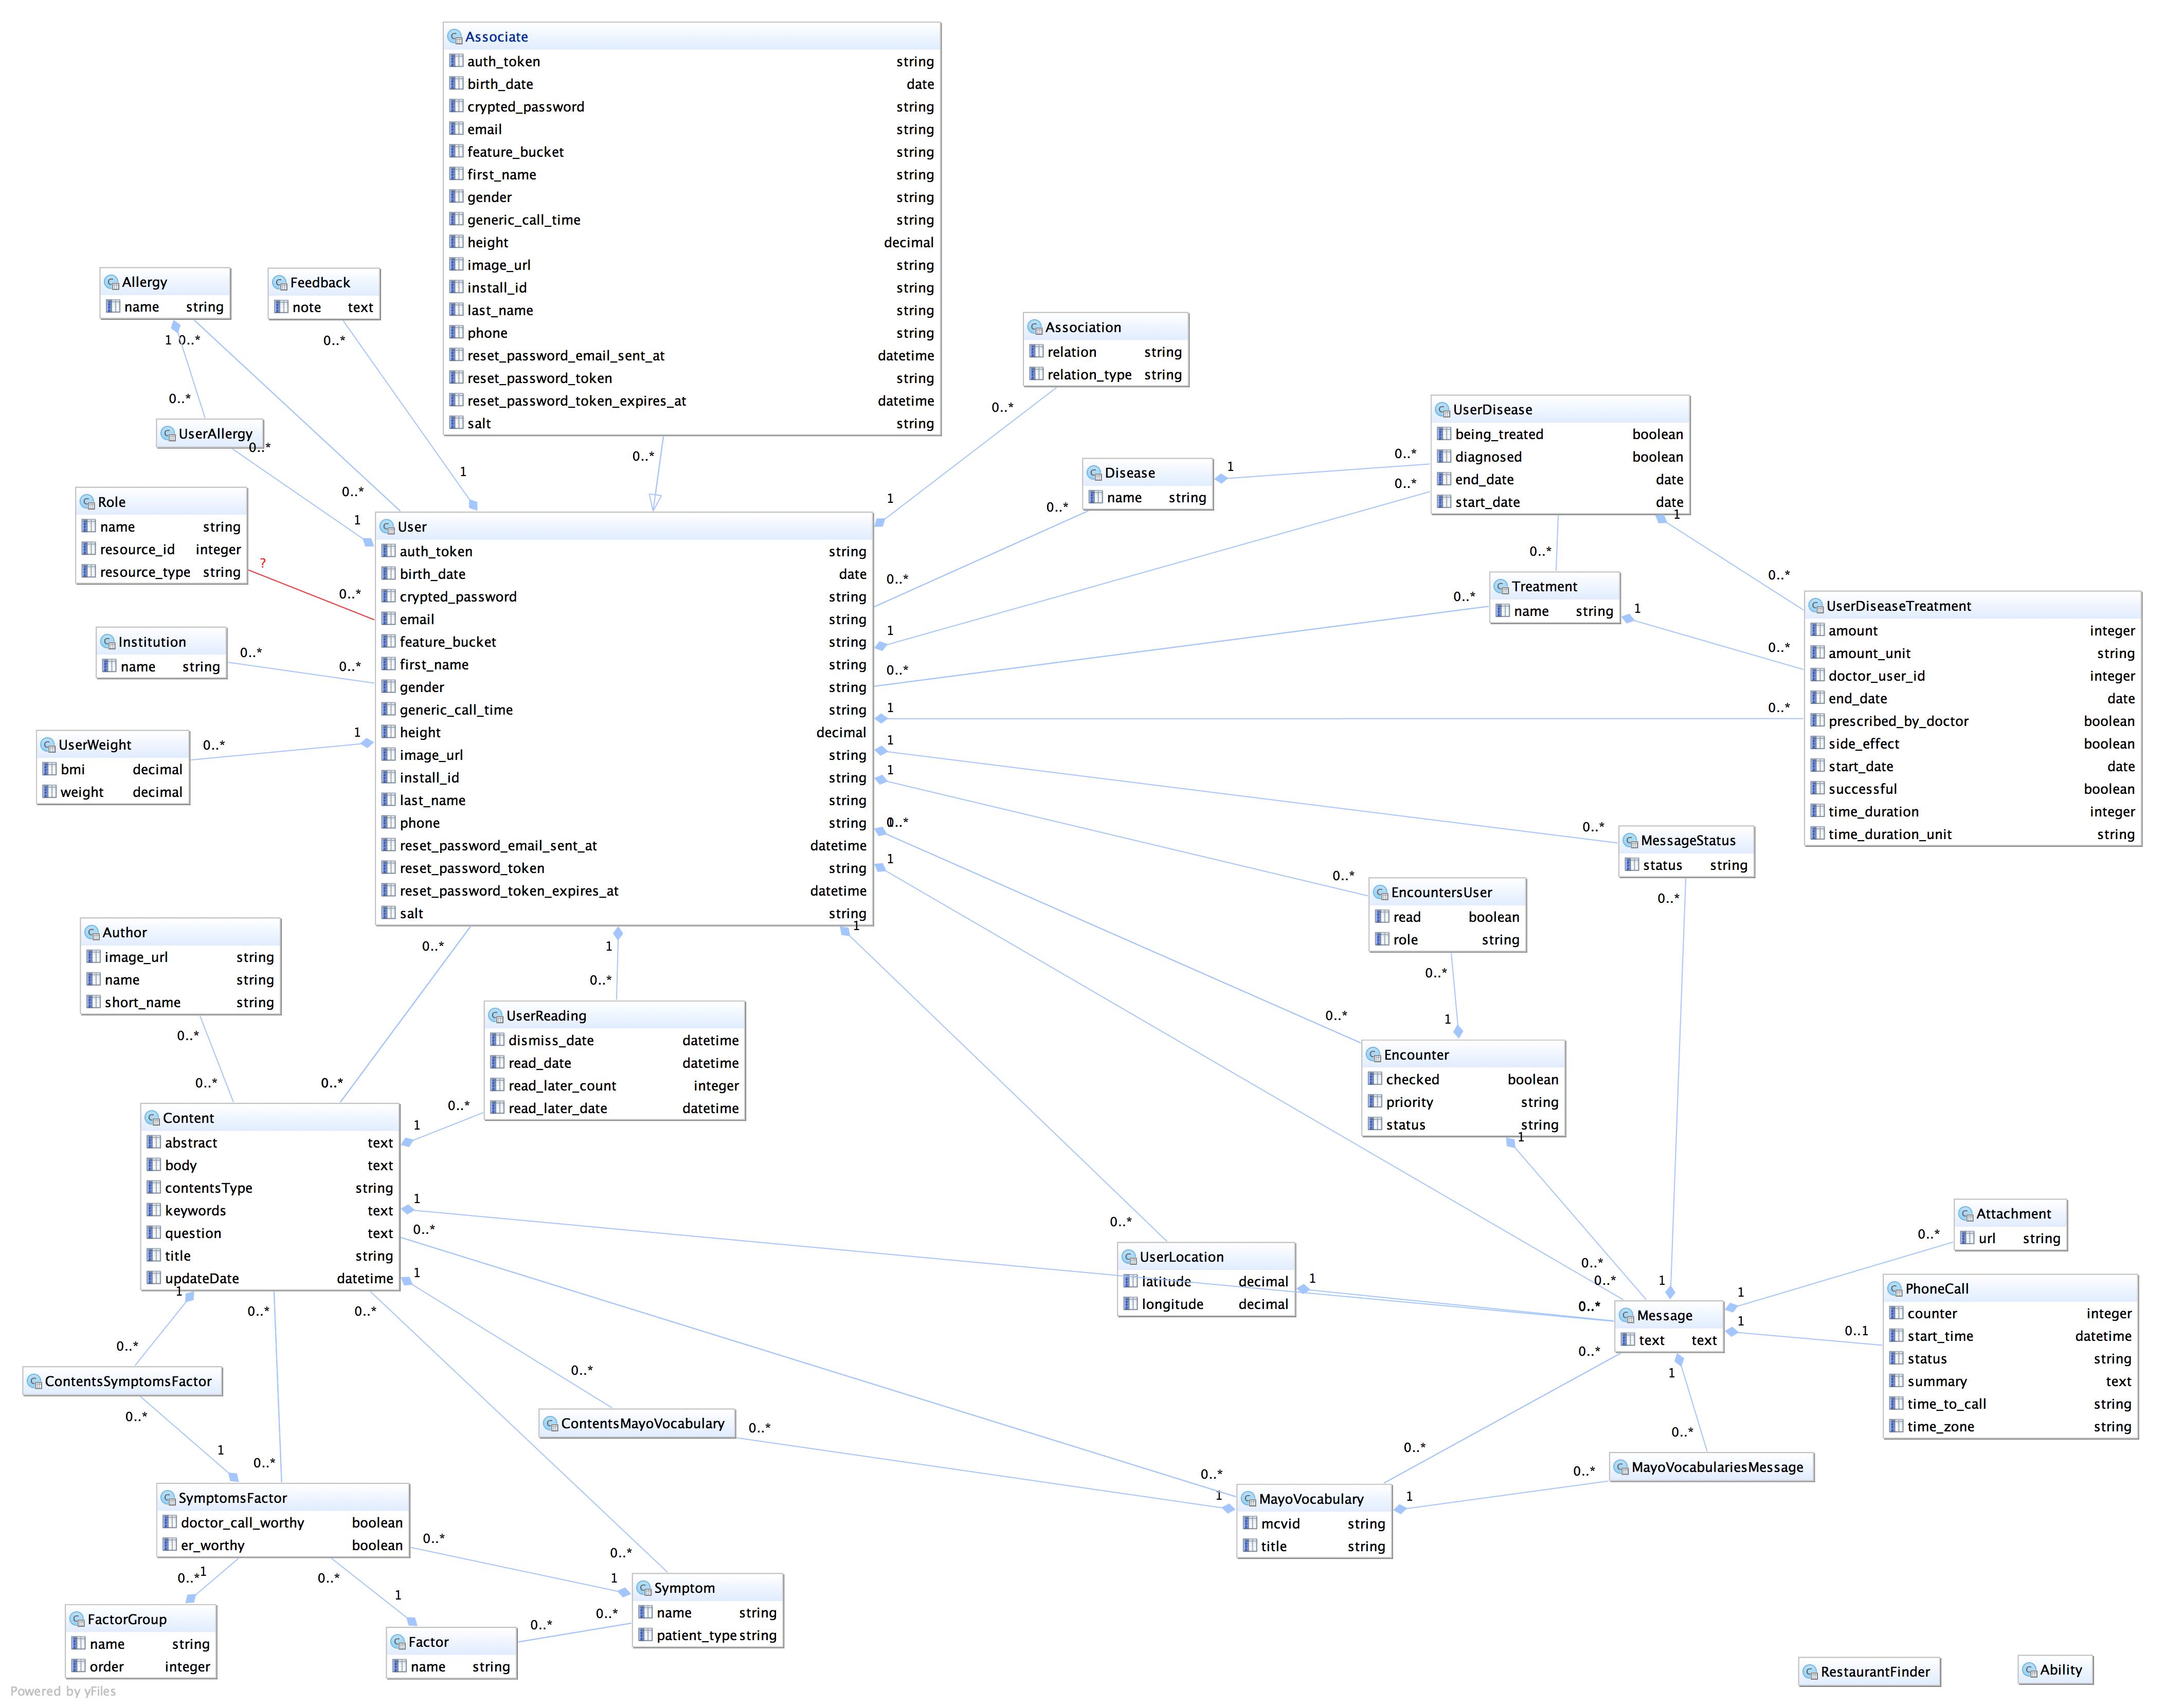 Associate
auth_token string
birth_date date
crypted_password string
email string
feature_bucket string
first_name string
gender string
generic_call_time string
height decimal
image_url string
install_id string
last_name string
phone string
reset_password_email_sent_at datetime
reset_password_token string
reset_password_token_expires_at datetime
salt string
0..*
Allergy
name string
1 0..*
Feedback
note text
0..*
1
0..*
UserAllergy
0..*
0..*
1
Role
name string
resource_id integer
resource_type string
?
0..*
Institution
name string
0..*
0..*
UserWeight
bmi decimal
weight decimal
0..*
1
User
auth_token string
birth_date date
crypted_password string
email string
feature_bucket string
first_name string
gender string
generic_call_time string
height decimal
image_url string
install_id string
last_name string
phone string
reset_password_email_sent_at datetime
reset_password_token string
reset_password_token_expires_at datetime
salt string
Association
relation string
relation_type string
0..*
1
Disease
name string
1
0..*
0..*
0..*
0..*
1
UserDisease
being_treated boolean
diagnosed boolean
end_date date
start_date date
1
0..*
0..*
Treatment
name string
1
0..*
0..*
0..*
UserDiseaseTreatment
amount integer
amount_unit string
doctor_user_id integer
end_date date
prescribed_by_doctor boolean
side_effect boolean
start_date date
successful boolean
time_duration integer
time_duration_unit string
1
0..*
1
0..*
MessageStatus
status string
0..*
1
0..*
EncountersUser
read boolean
role string
0..*
1
0..*
0..*
Encounter
checked boolean
priority string
status string
1
0..*
1
0..*
1
0..*
Author
image_url string
name string
short_name string
0..*
0..*
0..*
0..*
1
0..*
UserReading
dismiss_date datetime
read_date datetime
read_later_count integer
read_later_date datetime
0..*
1
Content
abstract text
body text
contentsType string
keywords text
question text
title string
updateDate datetime
1
0..*
1
1
0..*
0..*
0..*
UserLocation
latitude decimal
longitude decimal
1
0..*
1
Message
text text
Attachment
url string
0..*
1
PhoneCall
counter integer
start_time datetime
status string
summary text
time_to_call string
time_zone string
1
0..1
0..*
ContentsSymptomsFactor
0..*
1
0..*
0..*
ContentsMayoVocabulary
0..*
1
0..*
0..*
0..*
1
0..*
MayoVocabulariesMessage
0..*
1
MayoVocabulary
mcvid string
title string
SymptomsFactor
doctor_call_worthy boolean
er_worthy boolean
0..*
1
0..*
1
0..*
1
0..*
Symptom
name string
patient_type string
0..*
0..*
FactorGroup
name string
order integer
Factor
name string
RestaurantFinder
Ability
Powered by yFiles